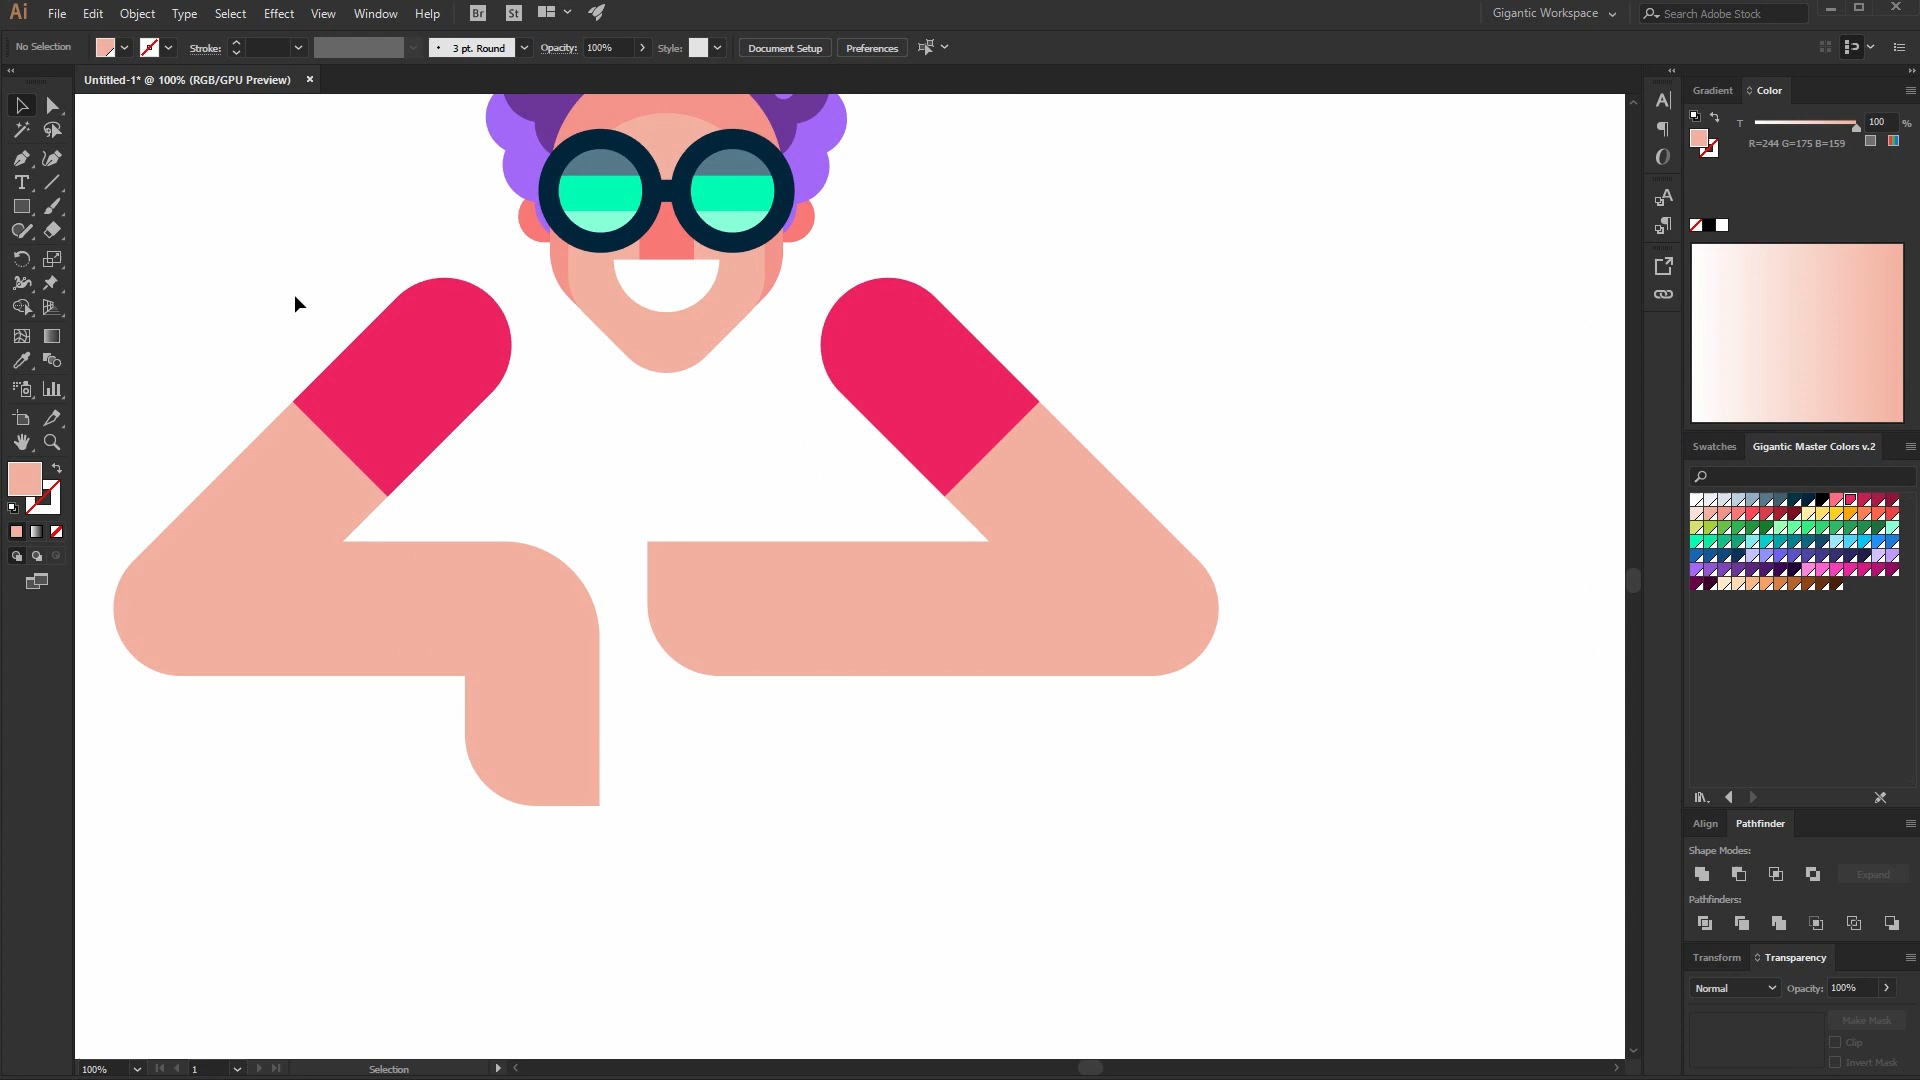 Ai File Edit Object Type Select Effect View Window Help Br St Gigantic Workspace Search Adobe Stock
No Selection Stroke: 3 pt. Round Opacity: 100% Style: Document Setup Preferences
Untitled-1* @ 100% (RGB/GPU Preview)
Gradient Color
T 100 %
R=244 G=175 B=159
Swatches Gigantic Master Colors v.2
Align Pathfinder
Shape Modes:
Expand
Pathfinders:
Transform Transparency
Normal Opacity: 100%
Make Mask
Clip
Invert Mask
100% 1 Selection